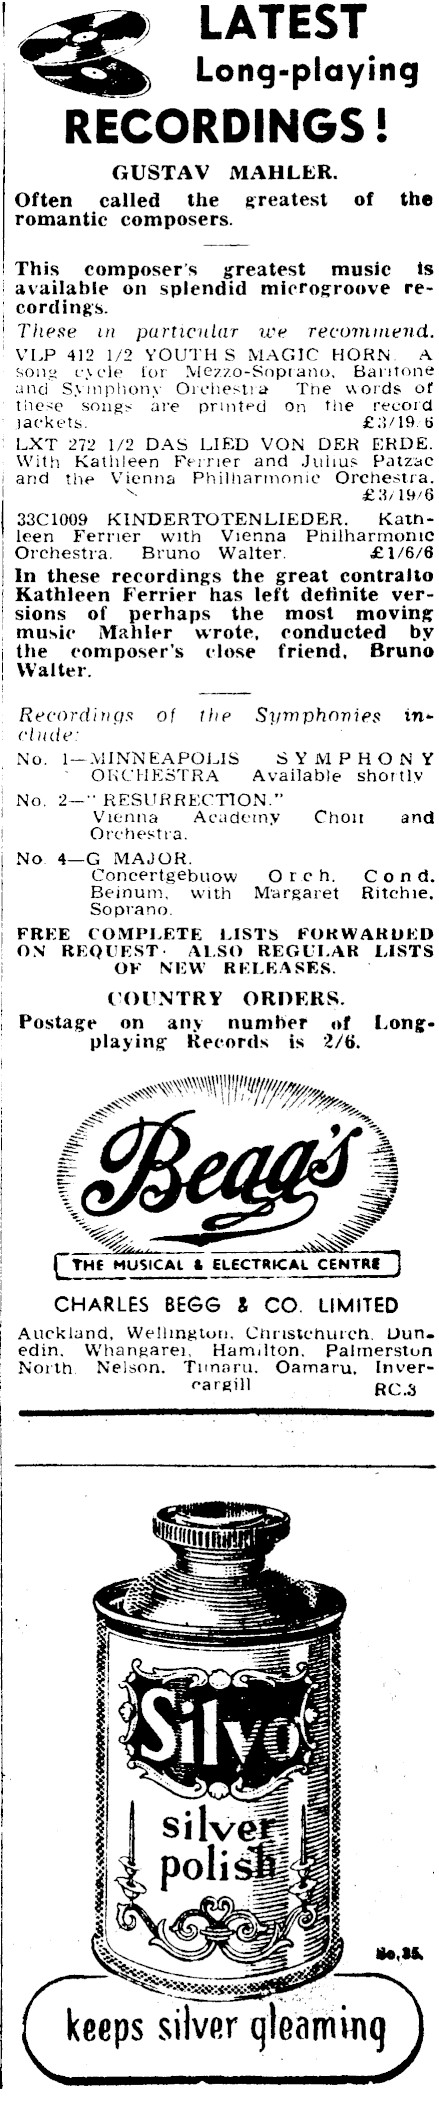 LATEST
Long-playing
RECORDINGS!
GUSTAV MAHLER.
Often called the greatest of the
romantic composers.
This composer's greatest music is
available on splendid microgroove re-
cordings.
These in particular we recommend.
VLP 412 1/2 YOUTH S MAGIC HORN. A
song cycle for Mezzo-Soprano, Baritone
and Symphony Orchestra The words of
these songs are printed on the record
jackets. £3/19 6
LXT 272 1/2 DAS LIED VON DER ERDE.
With Kathleen Ferrier and Julius Patzac
and the Vienna Philharmonic Orchestra.
£3/19/6
33C1009 KINDERTOTENLIEDER. Kath-
leen Ferrier with Vienna Philharmonic
Orchestra. Bruno Walter. £1/6/6
In these recordings the great contralto
Kathleen Ferrier has left definite ver-
sions of perhaps the most moving
music Mahler wrote, conducted by
the composer's close friend, Bruno
Walter.
Recordings of the Symphonies in-
clude:
No. 1—MINNEAPOLIS SYMPHONY
ORCHESTRA Available shortly
No. 2—"RESURRECTION."
Vienna Academy Choir and
Orchestra.
No 4—G MAJOR.
Concertgebuow Orch. Cond.
Beinum, with Margaret Ritchie,
Soprano.
FREE COMPLETE LISTS FORWARDED
ON REQUEST. ALSO REGULAR LISTS
OF NEW RELEASES.
COUNTRY ORDERS.
Postage on any number of Long-
playing Records is 2/6.
Begg's
THE MUSICAL & ELECTRICAL CENTRE
CHARLES BEGG & CO. LIMITED
Auckland, Wellington, Christchurch, Dun-
edin, Whangarei, Hamilton, Palmerston
North, Nelson, Timaru, Oamaru, Inver-
cargill RC.3
Silvo
silver
polish
No. 35.
keeps silver gleaming